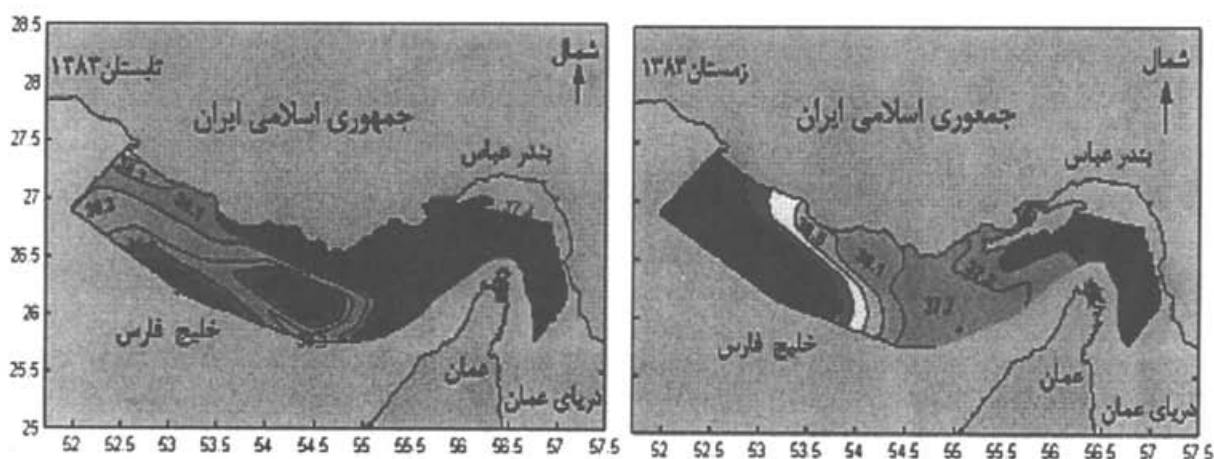 28.5
28
27.5
27
26.5
26
25.5
25
تابستان ۱۳۸۳
شمال
جمهوری اسلامی ایران
بندر عباس
خلیج فارس
عمان
دریای عمان
52 52.5 53 53.5 54 54.5 55 55.5 56 56.5 57 57.5
زمستان ۱۳۸۳
شمال
جمعوری اسلامی ایران
بندر عباس
37.7
خلیج فارس
عمان
دریای عمان
52 52.5 53 53.5 54 54.5 55 55.5 56 56.5 57 57.5